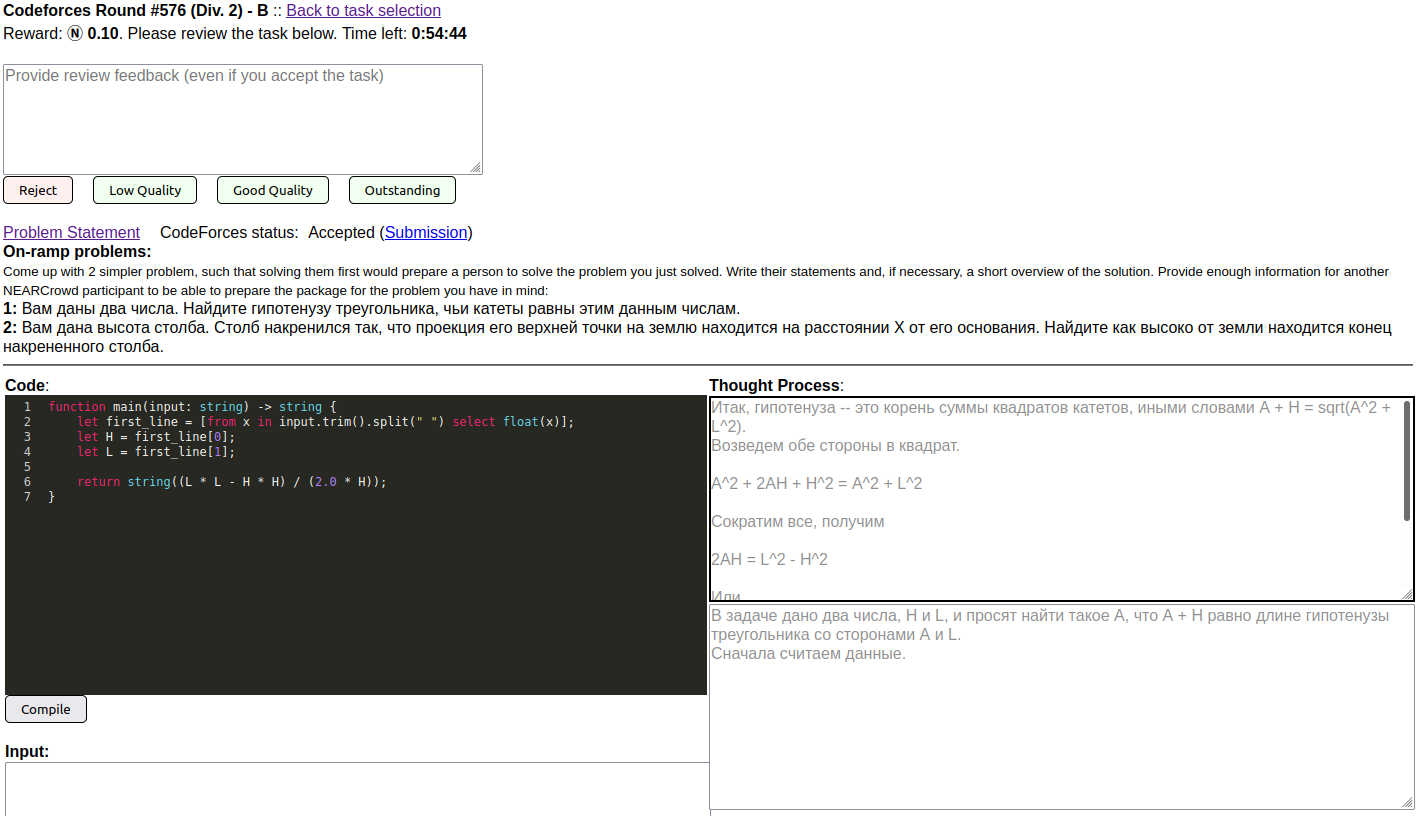 Codeforces Round #576 (Div. 2) - B :: Back to task selection
Reward: Ⓝ 0.10. Please review the task below. Time left: 0:54:44
Provide review feedback (even if you accept the task)
Reject Low Quality Good Quality Outstanding
Problem Statement CodeForces status: Accepted (Submission)
On-ramp problems:
Come up with 2 simpler problem, such that solving them first would prepare a person to solve the problem you just solved. Write their statements and, if necessary, a short overview of the solution. Provide enough information for another
NEARCrowd participant to be able to prepare the package for the problem you have in mind:
1: Вам даны два числа. Найдите гипотенузу треугольника, чьи катеты равны этим данным числам.
2: Вам дана высота столба. Столб накренился так, что проекция его верхней точки на землю находится на расстоянии X от его основания. Найдите как высоко от земли находится конец
накрененного столба.
Code:
1 function main(input: string) -> string {
2 let first_line = [from x in input.trim().split(" ") select float(x)];
3 let H = first_line[0];
4 let L = first_line[1];
5
6 return string((L * L - H * H) / (2.0 * H));
7 }
Compile
Input:
Thought Process:
Итак, гипотенуза -- это корень суммы квадратов катетов, иными словами A + H = sqrt(A^2 +
L^2).
Возведем обе стороны в квадрат.
A^2 + 2AH + H^2 = A^2 + L^2
Сократим все, получим
2AH = L^2 - H^2
Или
В задаче дано два числа, H и L, и просят найти такое A, что A + H равно длине гипотенузы
треугольника со сторонами A и L.
Сначала считаем данные.